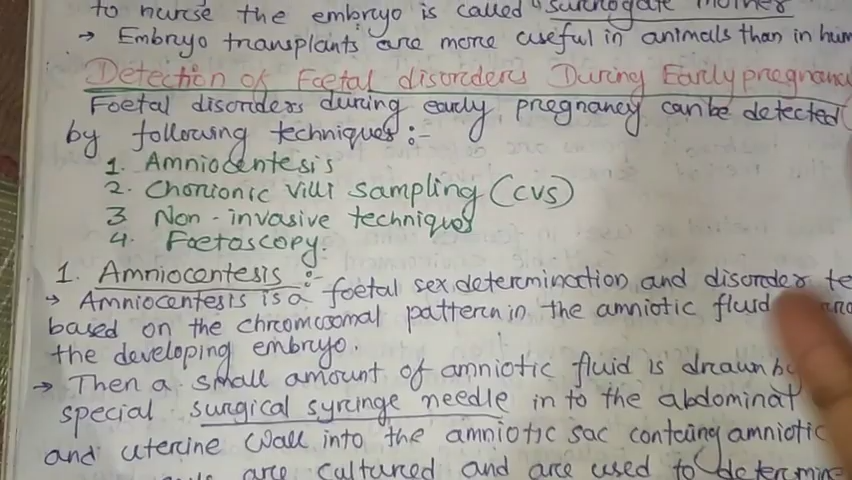 to nurse the embryo is called "surrogate mother
→ Embryo transplants are more useful in animals than in hum
Detection of Foetal disorders During Early pregnancy
Foetal disorders during early pregnancy can be detected
by following techniques :-
1. Amniocentesis
2. Chorionic Villi Sampling (CVS)
3 Non-invasive techniques
4. Foetoscopy.
1. Amniocentesis :-
→ Amniocentesis is a foetal sex determination and disorder te
based on the chromosomal pattern in the amniotic fluid
the developing embryo.
→ Then a small amount of amniotic fluid is drawn by
special surgical syringe needle in to the abdominal
and uterine wall into the amniotic sac containg amniotic
are cultured and are used to determine